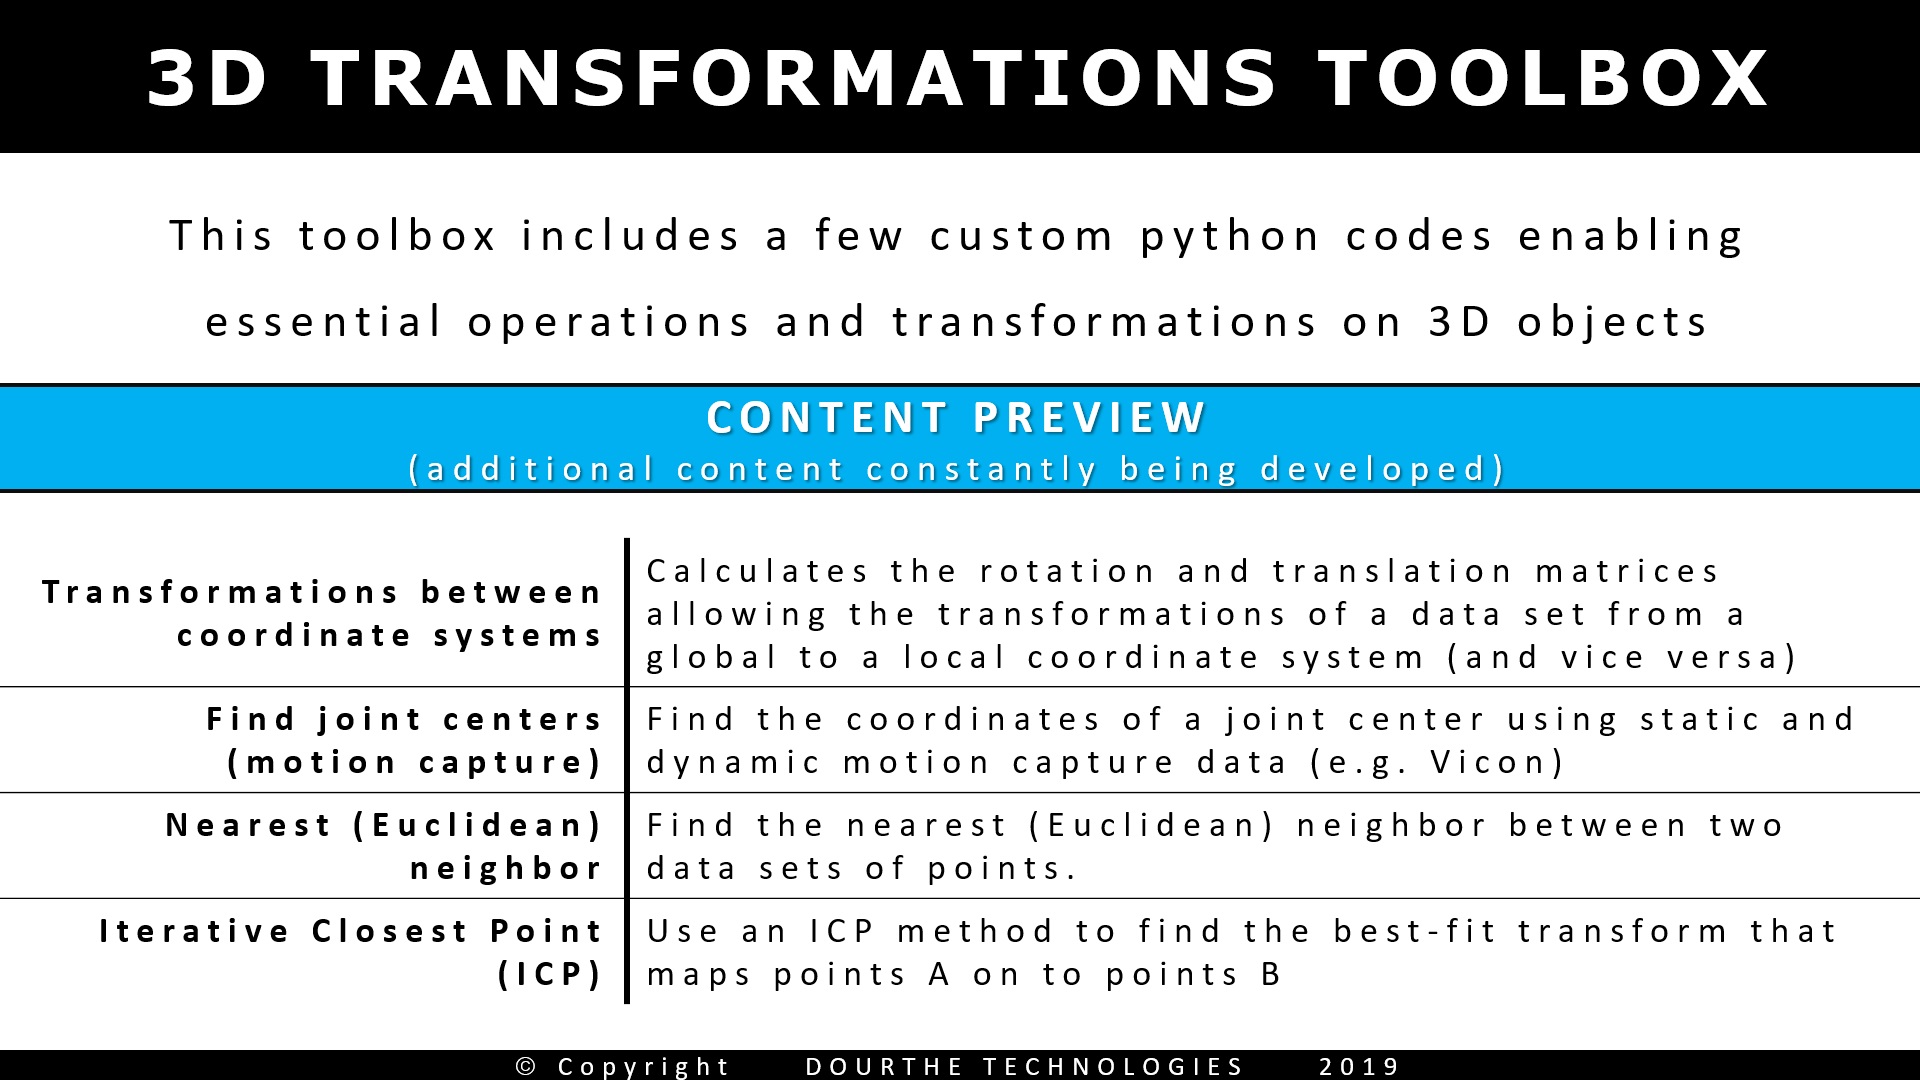 3D TRANSFORMATIONS TOOLBOX
This toolbox includes a few custom python codes enabling
essential operations and transformations on 3D objects
CONTENT PREVIEW
(additional content constantly being developed)
Transformations between
coordinate systems
Calculates the rotation and translation matrices
allowing the transformations of a data set from a
global to a local coordinate system (and vice versa)
Find joint centers
(motion capture)
Find the coordinates of a joint center using static and
dynamic motion capture data (e.g. Vicon)
Nearest (Euclidean)
neighbor
Find the nearest (Euclidean) neighbor between two
data sets of points.
Iterative Closest Point
(ICP)
Use an ICP method to find the best-fit transform that
maps points A on to points B
© Copyright DOURTHE TECHNOLOGIES 2019